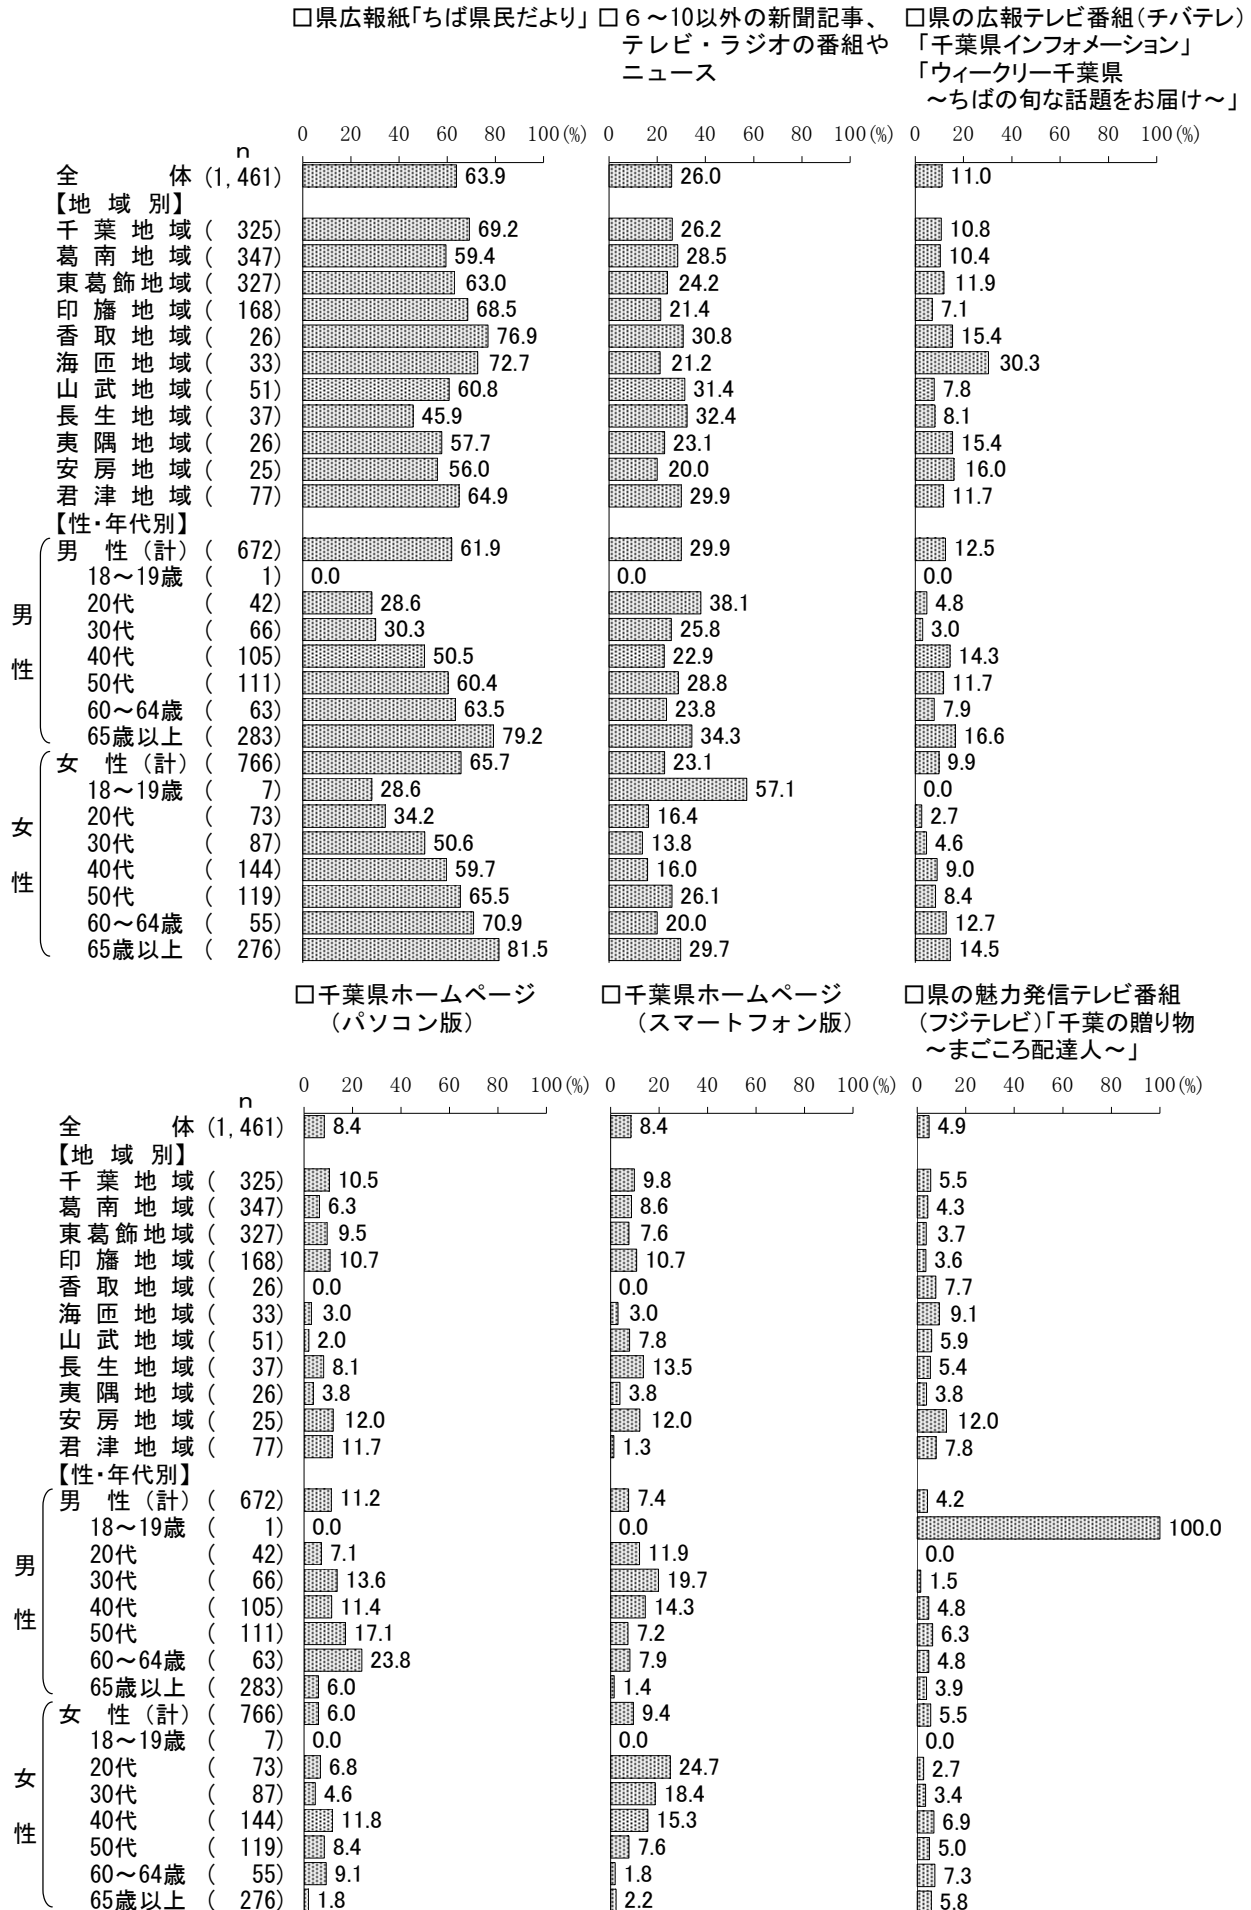 □県広報紙「ちば県民だより」 □６～10以外の新聞記事、 □県の広報テレビ番組（チバテレ）
テレビ・ラジオの番組や 「千葉県インフォメーション」
ニュース 「ウィークリー千葉県
～ちばの旬な話題をお届け～」
0 20 40 60 80 100(%) 0 20 40 60 80 100(%) 0 20 40 60 80 100(%)
n
全 体 (1,461) 63.9 26.0 11.0
【地 域 別】
千 葉 地 域 ( 325) 69.2 26.2 10.8
葛 南 地 域 ( 347) 59.4 28.5 10.4
東葛飾地域 ( 327) 63.0 24.2 11.9
印 旛 地 域 ( 168) 68.5 21.4 7.1
香 取 地 域 ( 26) 76.9 30.8 15.4
海 匝 地 域 ( 33) 72.7 21.2 30.3
山 武 地 域 ( 51) 60.8 31.4 7.8
長 生 地 域 ( 37) 45.9 32.4 8.1
夷 隅 地 域 ( 26) 57.7 23.1 15.4
安 房 地 域 ( 25) 56.0 20.0 16.0
君 津 地 域 ( 77) 64.9 29.9 11.7
【性・年代別】
男 性（計） ( 672) 61.9 29.9 12.5
18～19歳 ( 1) 0.0 0.0 0.0
20代 ( 42) 28.6 38.1 4.8
男
30代 ( 66) 30.3 25.8 3.0
40代 ( 105) 50.5 22.9 14.3
性
50代 ( 111) 60.4 28.8 11.7
60～64歳 ( 63) 63.5 23.8 7.9
65歳以上 ( 283) 79.2 34.3 16.6
女 性（計） ( 766) 65.7 23.1 9.9
18～19歳 ( 7) 28.6 57.1 0.0
20代 ( 73) 34.2 16.4 2.7
女
30代 ( 87) 50.6 13.8 4.6
40代 ( 144) 59.7 16.0 9.0
性
50代 ( 119) 65.5 26.1 8.4
60～64歳 ( 55) 70.9 20.0 12.7
65歳以上 ( 276) 81.5 29.7 14.5
□千葉県ホームページ □千葉県ホームページ □県の魅力発信テレビ番組
（パソコン版） （スマートフォン版） （フジテレビ）「千葉の贈り物
～まごころ配達人～」
0 20 40 60 80 100(%) 0 20 40 60 80 100(%) 0 20 40 60 80 100(%)
n
全 体 (1,461) 8.4 8.4 4.9
【地 域 別】
千 葉 地 域 ( 325) 10.5 9.8 5.5
葛 南 地 域 ( 347) 6.3 8.6 4.3
東葛飾地域 ( 327) 9.5 7.6 3.7
印 旛 地 域 ( 168) 10.7 10.7 3.6
香 取 地 域 ( 26) 0.0 0.0 7.7
海 匝 地 域 ( 33) 3.0 3.0 9.1
山 武 地 域 ( 51) 2.0 7.8 5.9
長 生 地 域 ( 37) 8.1 13.5 5.4
夷 隅 地 域 ( 26) 3.8 3.8 3.8
安 房 地 域 ( 25) 12.0 12.0 12.0
君 津 地 域 ( 77) 11.7 1.3 7.8
【性・年代別】
男 性（計） ( 672) 11.2 7.4 4.2
18～19歳 ( 1) 0.0 0.0 100.0
20代 ( 42) 7.1 11.9 0.0
男
30代 ( 66) 13.6 19.7 1.5
40代 ( 105) 11.4 14.3 4.8
性
50代 ( 111) 17.1 7.2 6.3
60～64歳 ( 63) 23.8 7.9 4.8
65歳以上 ( 283) 6.0 1.4 3.9
女 性（計） ( 766) 6.0 9.4 5.5
18～19歳 ( 7) 0.0 0.0 0.0
20代 ( 73) 6.8 24.7 2.7
女
30代 ( 87) 4.6 18.4 3.4
40代 ( 144) 11.8 15.3 6.9
性
50代 ( 119) 8.4 7.6 5.0
60～64歳 ( 55) 9.1 1.8 7.3
65歳以上 ( 276) 1.8 2.2 5.8